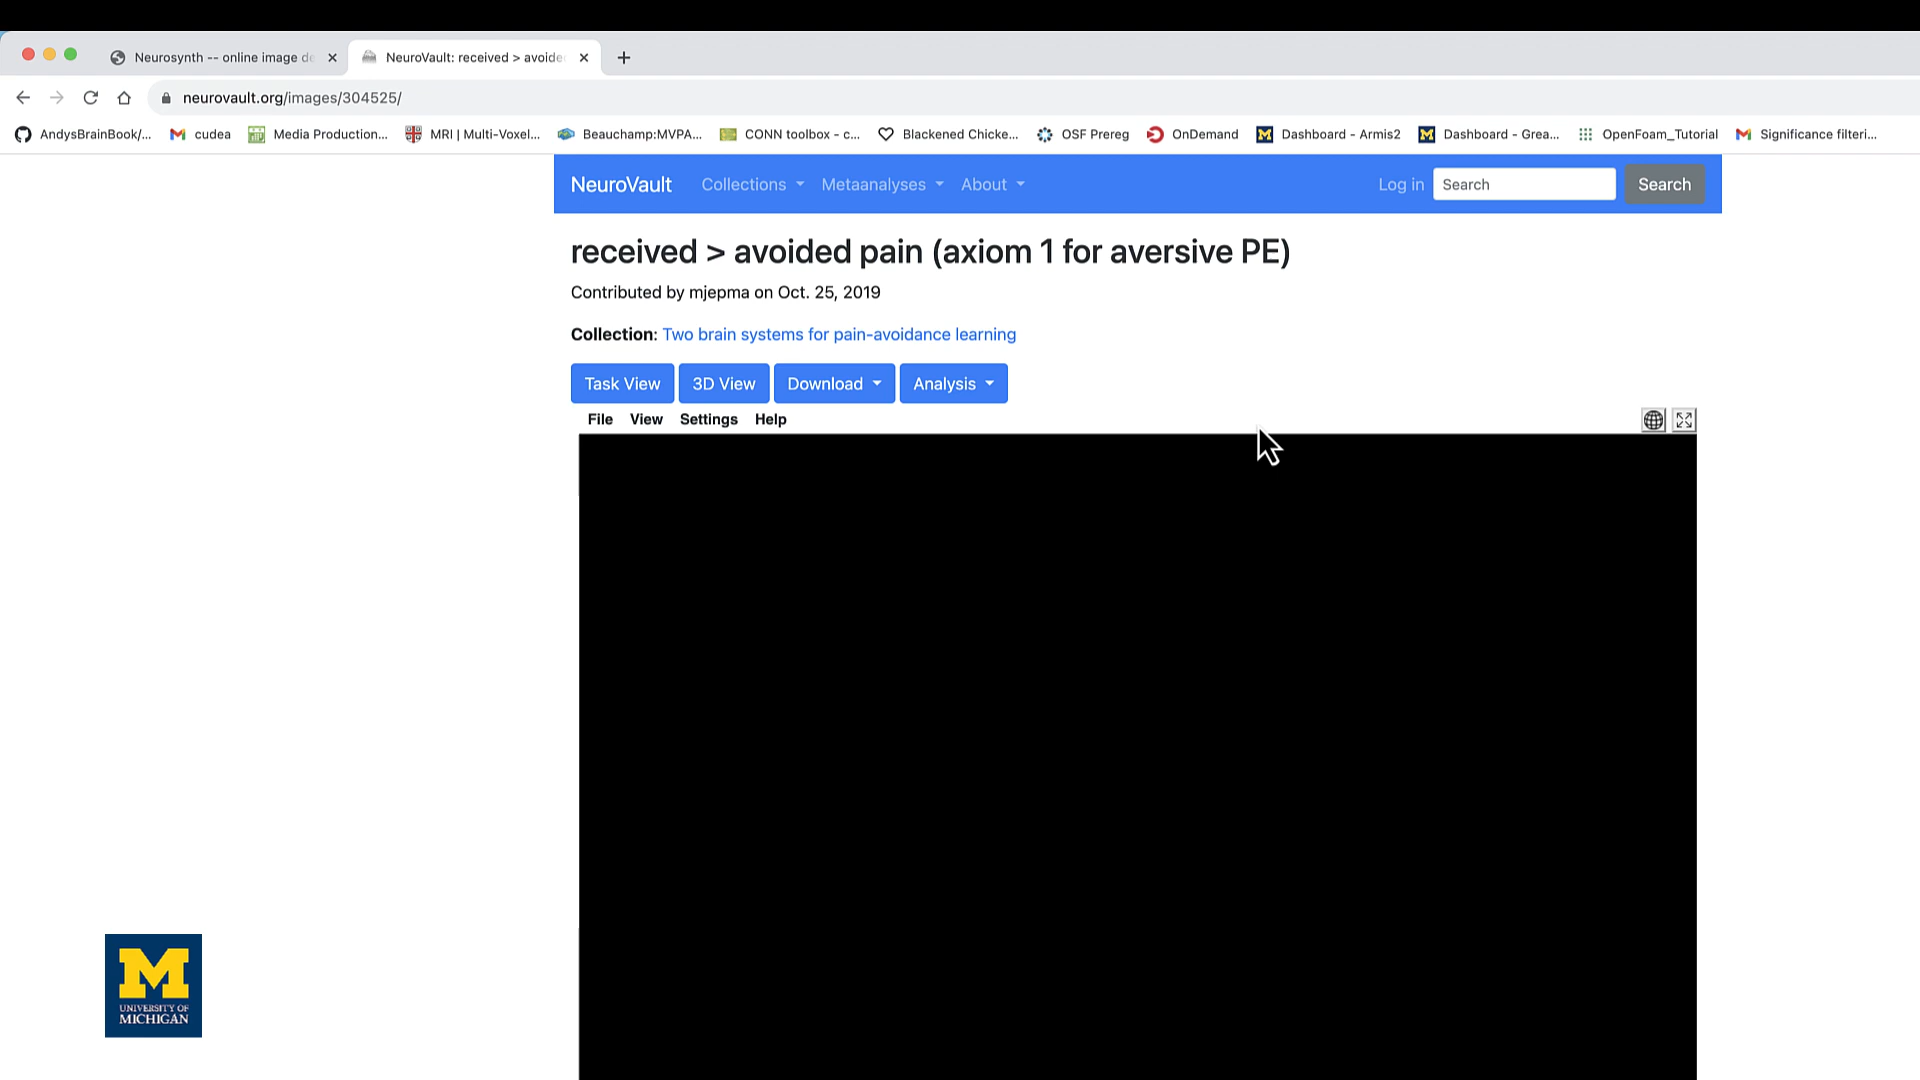 Neurosynth -- online image de
NeuroVault: received > avoide
neurovault.org/images/304525/
AndysBrainBook/... cudea Media Production... MRI | Multi-Voxel... Beauchamp:MVPA... CONN toolbox - c... Blackened Chicke... OSF Prereg OnDemand Dashboard - Armis2 Dashboard - Grea... OpenFoam_Tutorial Significance filteri...
NeuroVault Collections Metaanalyses About Log in Search Search
received > avoided pain (axiom 1 for aversive PE)
Contributed by mjepma on Oct. 25, 2019
Collection: Two brain systems for pain-avoidance learning
Task View 3D View Download Analysis
File View Settings Help
M
UNIVERSITY OF
MICHIGAN